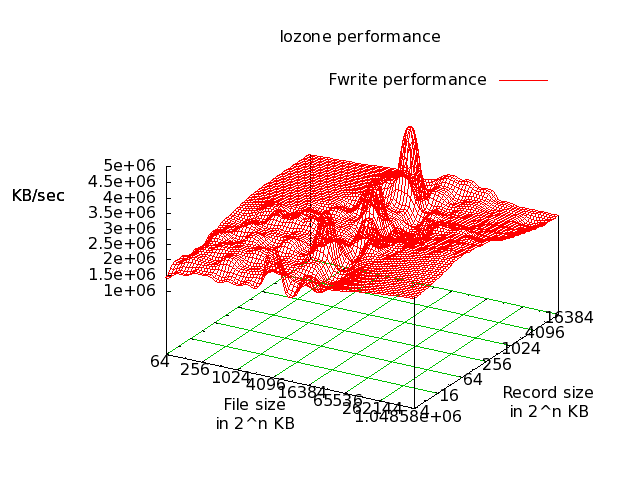 Iozone performance
Fwrite performance
KB/sec
5e+06
4.5e+06
4e+06
3.5e+06
3e+06
2.5e+06
2e+06
1.5e+06
1e+06
64
256
1024
4096
16384
65536
262144
1.04858e+06
File size
in 2^n KB
4
16
64
256
1024
4096
16384
Record size
in 2^n KB